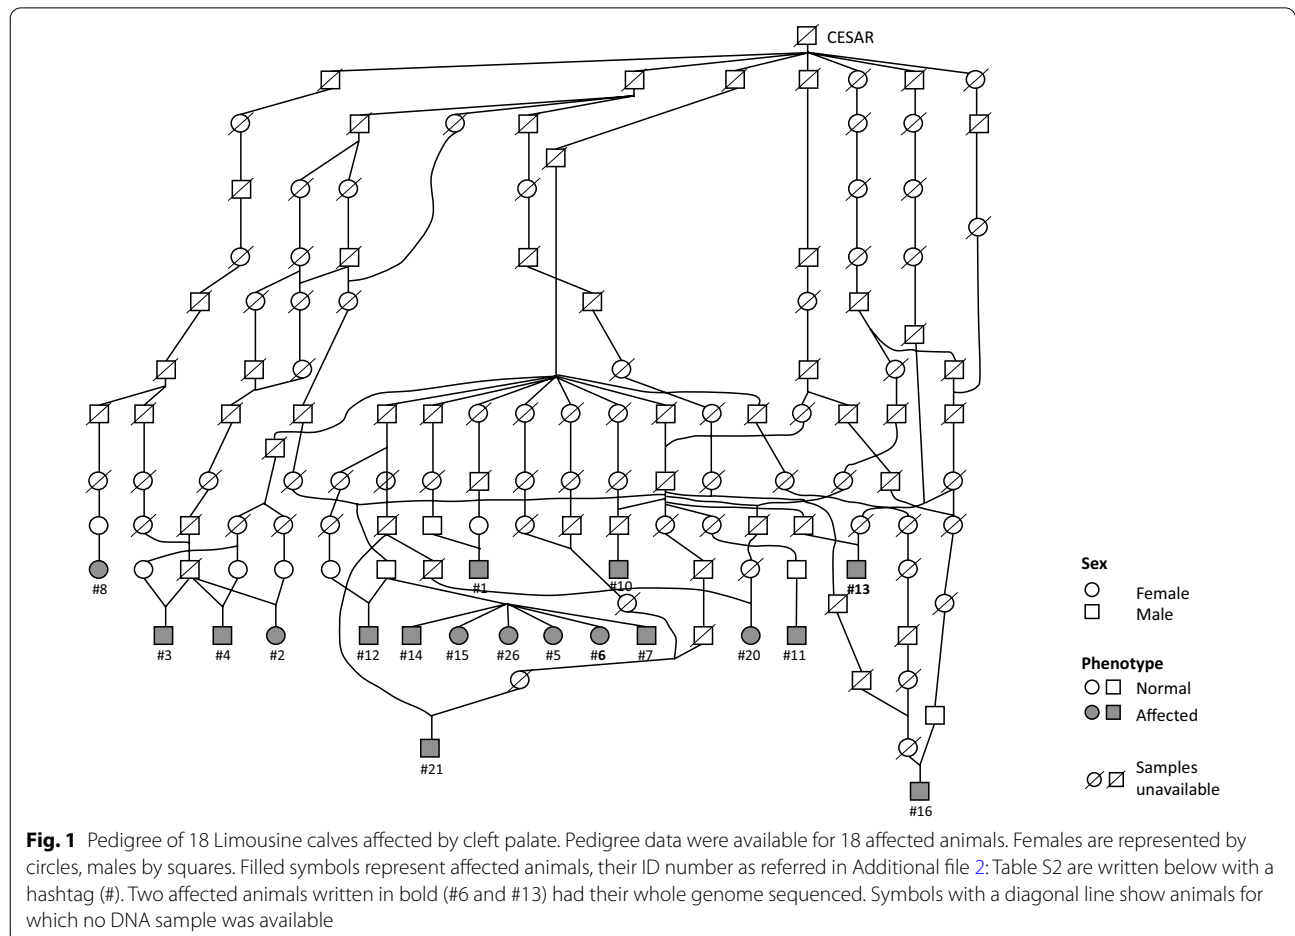 CESAR
#8
#1
#10
#13
#3
#4
#2
#12
#14
#15
#26
#5
#6
#7
#20
#11
#21
#16
Sex
Female
Male
Phenotype
Normal
Affected
Samples
unavailable
Fig. 1 Pedigree of 18 Limousine calves affected by cleft palate. Pedigree data were available for 18 affected animals. Females are represented by
circles, males by squares. Filled symbols represent affected animals, their ID number as referred in Additional file 2: Table S2 are written below with a
hashtag (#). Two affected animals written in bold (#6 and #13) had their whole genome sequenced. Symbols with a diagonal line show animals for
which no DNA sample was available